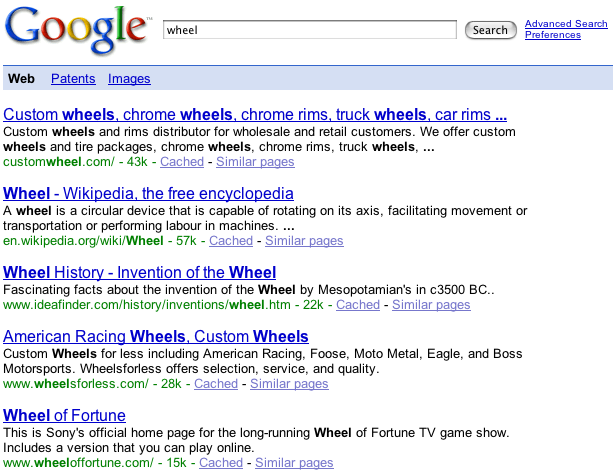 Google™ wheel Search Advanced Search
Preferences
Web Patents Images
Custom wheels, chrome wheels, chrome rims, truck wheels, car rims ...
Custom wheels and rims distributor for wholesale and retail customers. We offer custom
wheels and tire packages, chrome wheels, chrome rims, truck wheels, ...
customwheel.com/ - 43k - Cached - Similar pages
Wheel - Wikipedia, the free encyclopedia
A wheel is a circular device that is capable of rotating on its axis, facilitating movement or
transportation or performing labour in machines. ...
en.wikipedia.org/wiki/Wheel - 57k - Cached - Similar pages
Wheel History - Invention of the Wheel
Fascinating facts about the invention of the Wheel by Mesopotamian's in c3500 BC..
www.ideafinder.com/history/inventions/wheel.htm - 22k - Cached - Similar pages
American Racing Wheels, Custom Wheels
Custom Wheels for less including American Racing, Foose, Moto Metal, Eagle, and Boss
Motorsports. Wheelsforless offers selection, service, and quality.
www.wheelsforless.com/ - 28k - Cached - Similar pages
Wheel of Fortune
This is Sony's official home page for the long-running Wheel of Fortune TV game show.
Includes a version that you can play online.
www.wheeloffortune.com/ - 15k - Cached - Similar pages